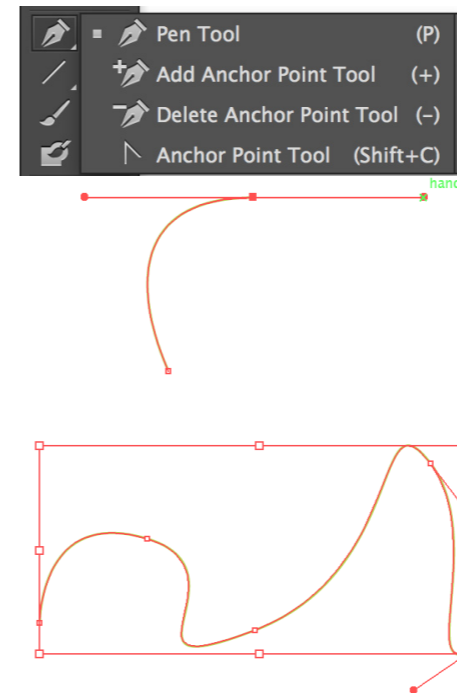 Pen Tool (P)
Add Anchor Point Tool (+)
Delete Anchor Point Tool (–)
Anchor Point Tool (Shift+C)